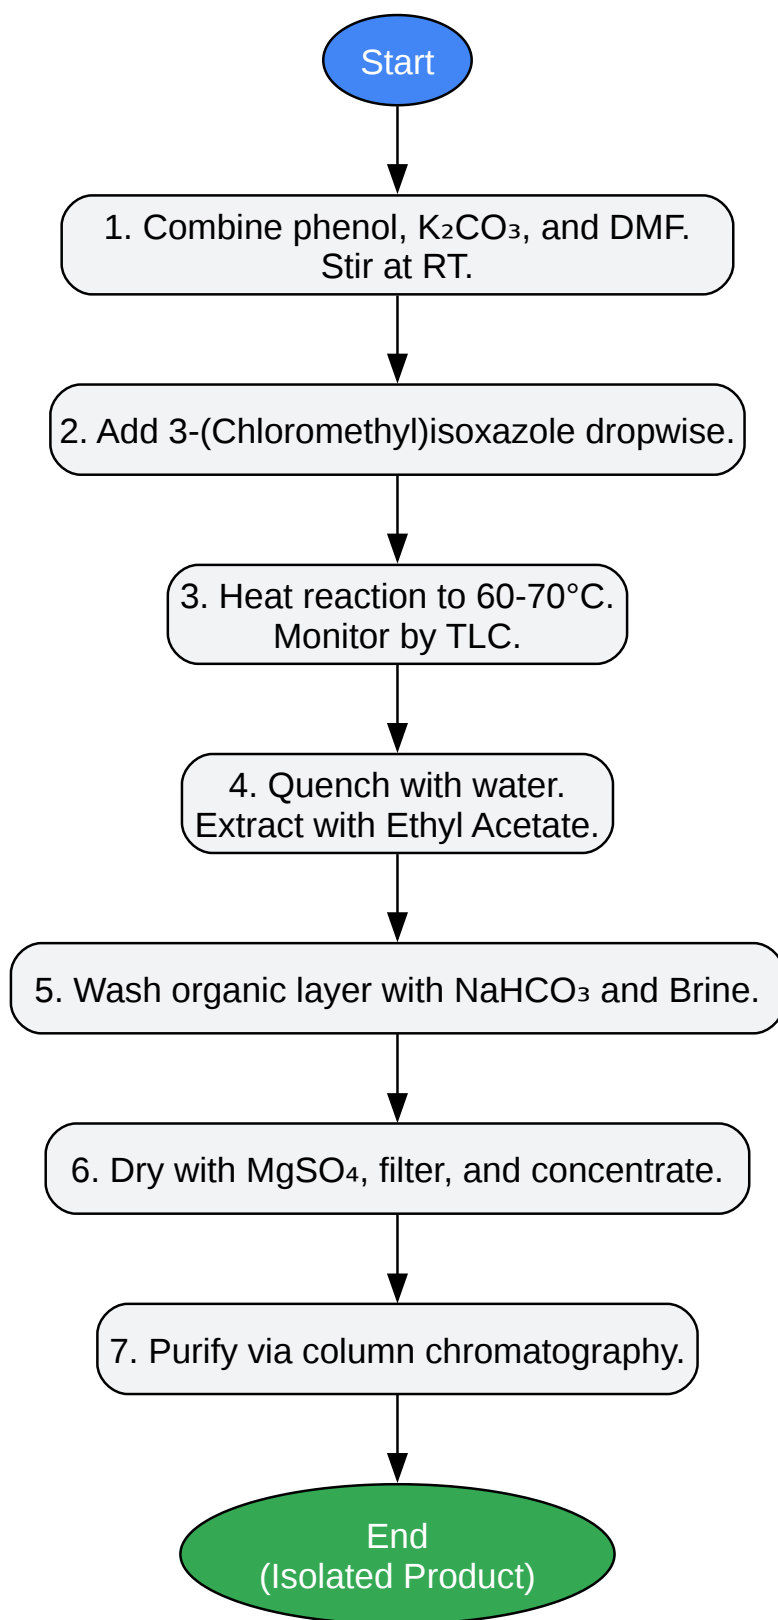 Start
1. Combine phenol, K₂CO₃, and DMF.
Stir at RT.
2. Add 3-(Chloromethyl)isoxazole dropwise.
3. Heat reaction to 60-70°C.
Monitor by TLC.
4. Quench with water.
Extract with Ethyl Acetate.
5. Wash organic layer with NaHCO₃ and Brine.
6. Dry with MgSO₄, filter, and concentrate.
7. Purify via column chromatography.
End
(Isolated Product)